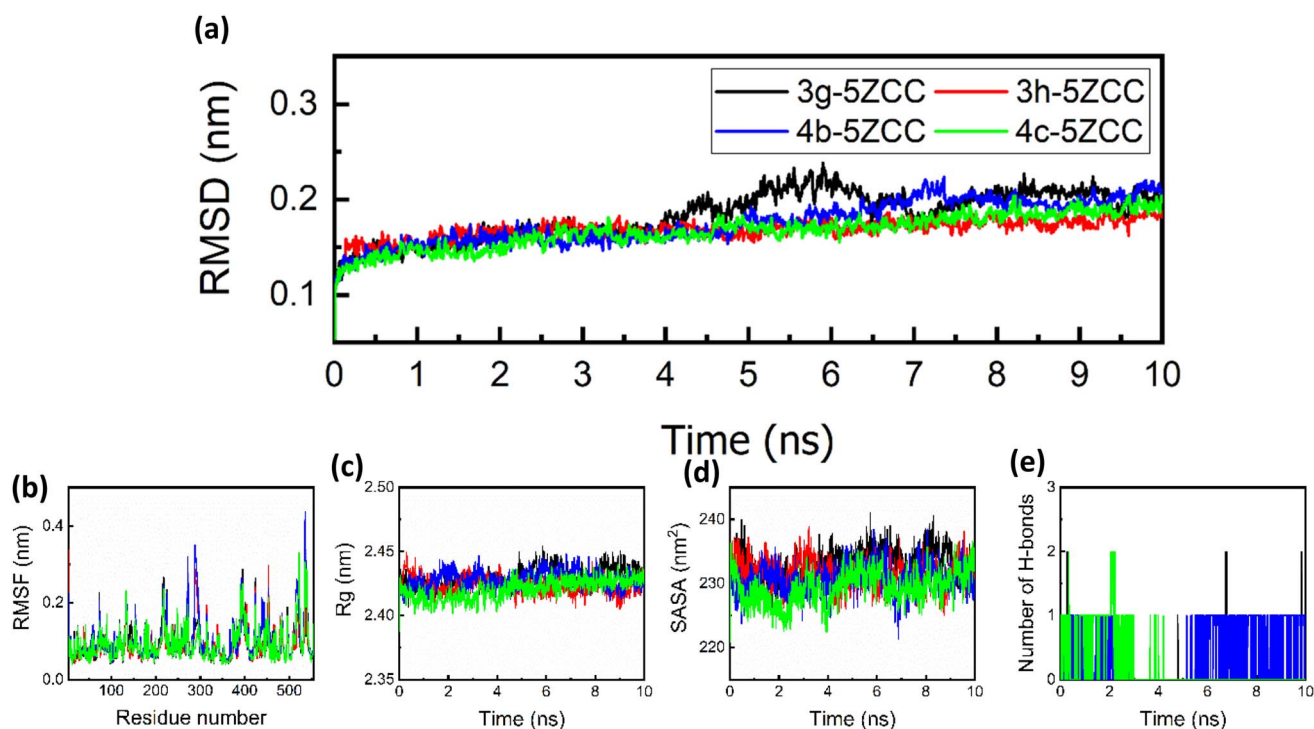 (a)
RMSD (nm)
0.3
0.2
0.1
3g-5ZCC 3h-5ZCC
4b-5ZCC 4c-5ZCC
0 1 2 3 4 5 6 7 8 9 10
Time (ns)
(b)
RMSF (nm)
0.4
0.2
0.0
100 200 300 400 500
Residue number
(c)
Rg (nm)
2.50
2.45
2.40
2.35
0 2 4 6 8 10
Time (ns)
(d)
SASA (nm²)
240
230
220
0 2 4 6 8 10
Time (ns)
(e)
Number of H-bonds
3
2
1
0
0 2 4 6 8 10
Time (ns)